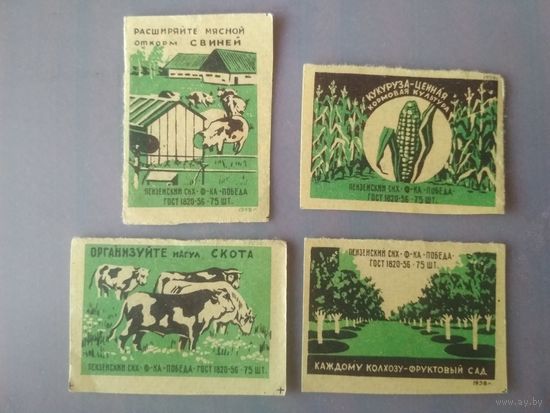 РАСШИРЯЙТЕ МЯСНОЙ
ОТКОРМ СВИНЕЙ
ПЕНЗЕНСКИЙ СНХ • Ф-КА • ПОБЕДА
ГОСТ 1820-56 • 75 ШТ.
1958г.
КУКУРУЗА-ЦЕННАЯ
КОРМОВАЯ КУЛЬТУРА
ПЕНЗЕНСКИЙ СНХ • Ф-КА • ПОБЕДА
ГОСТ 1820-56 • 75 ШТ.
ОРГАНИЗУЙТЕ НАГУЛ СКОТА
ПЕНЗЕНСКИЙ СНХ • Ф-КА • ПОБЕДА • ГОСТ 1820-56 • 75 ШТ.
ПЕНЗЕНСКИЙ СНХ • Ф-КА • ПОБЕДА •
ГОСТ 1820-56 • 75 ШТ.
КАЖДОМУ КОЛХОЗУ-ФРУКТОВЫЙ САД
1958г.
www.ay.by